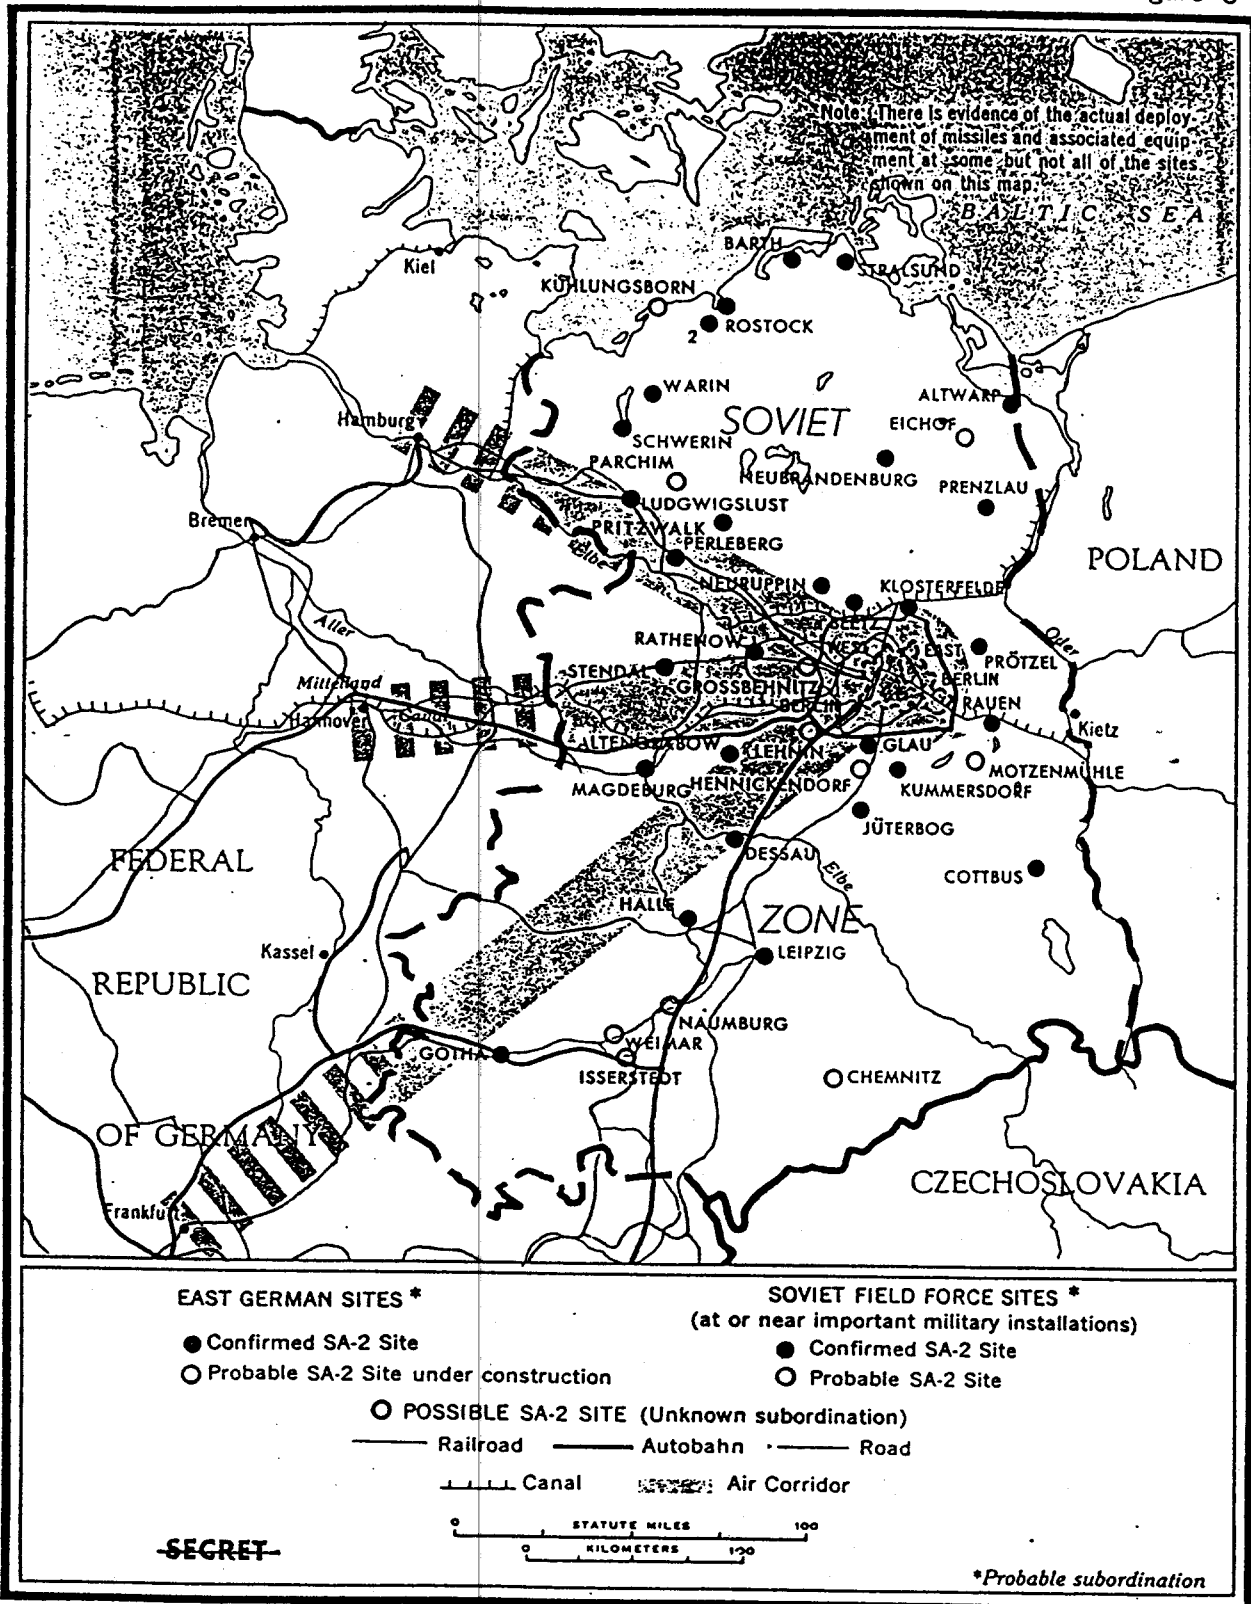 Note: There Is evidence of the actual deploy-
ment of missiles and associated equip-
ment at some but not all of the sites
shown on this map.
BALTIC SEA
BARTH
STRALSUND
Kiel
KÜHLUNGSBORN
2
ROSTOCK
WARIN
ALTWARP
Hamburg
SOVIET
EICHOF
SCHWERIN
PARCHIM
NEUBRANDENBURG
PRENZLAU
LUDGWIGSLUST
Bremen
PRITZWALK
PERLEBERG
POLAND
Elbe
NEURUPPIN
KLOSTERFELDE
Aller
Oder
RATHENOW
WEST
EAST
PRÖTZEL
STENDAL
BERLIN
Mittelland
GROSSBEHNITZ
BERLIN
RAUEN
Hannover
Canal
Kietz
ALTENGRABOW
LEHNIN
GLAU
MOTZENMÜHLE
MAGDEBURG
HENNICKENDORF
KUMMERSDORF
JÜTERBOG
FEDERAL
DESSAU
Elbe
COTTBUS
HALLE
ZONE
Kassel
LEIPZIG
REPUBLIC
NAUMBURG
WEIMAR
GOTHA
ISSERSTEDT
CHEMNITZ
OF GERMANY
CZECHOSLOVAKIA
Frankfurt
EAST GERMAN SITES *
Confirmed SA-2 Site
Probable SA-2 Site under construction
SOVIET FIELD FORCE SITES *
(at or near important military installations)
Confirmed SA-2 Site
Probable SA-2 Site
POSSIBLE SA-2 SITE (Unknown subordination)
Railroad Autobahn Road
Canal Air Corridor
0 STATUTE MILES 100
0 KILOMETERS 100
SECRET
*Probable subordination